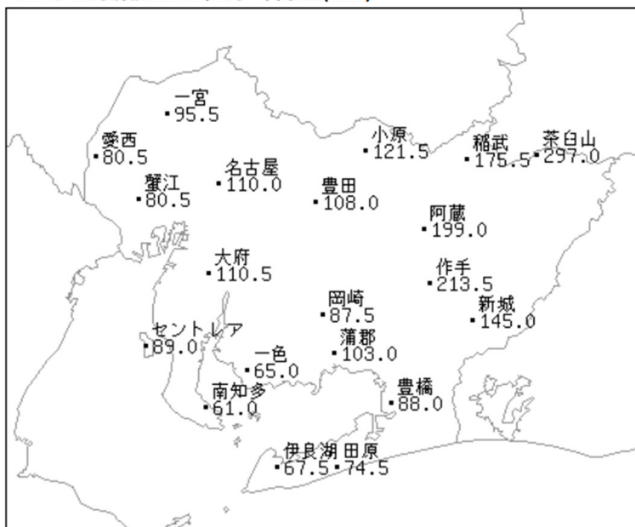 一宮
95.5
愛西
80.5
蟹江
80.5
名古屋
110.0
小原
121.5
稲武
175.5
茶臼山
297.0
豊田
108.0
阿蔵
199.0
大府
110.5
作手
213.5
岡崎
87.5
新城
145.0
セントレア
89.0
蒲郡
103.0
一色
65.0
南知多
61.0
豊橋
88.0
伊良湖
67.5
田原
74.5